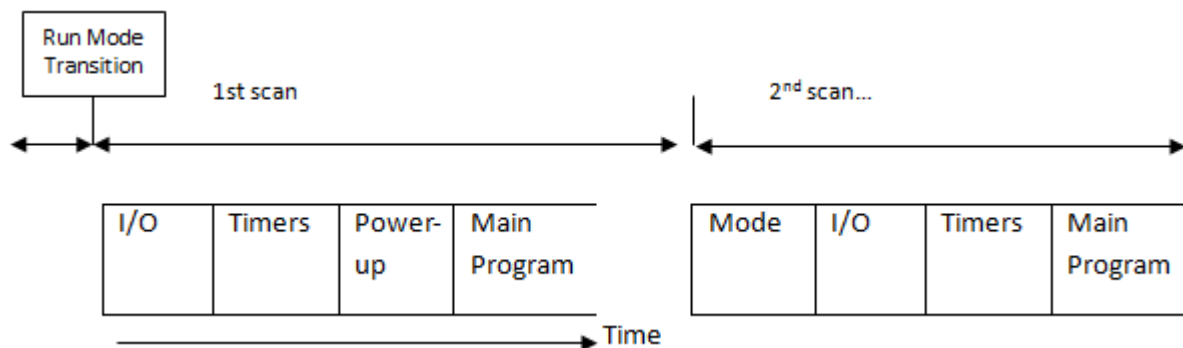 Run Mode
Transition
1st scan
2nd scan...
I/O
Timers
Power-
up
Main
Program
Mode
I/O
Timers
Main
Program
Time